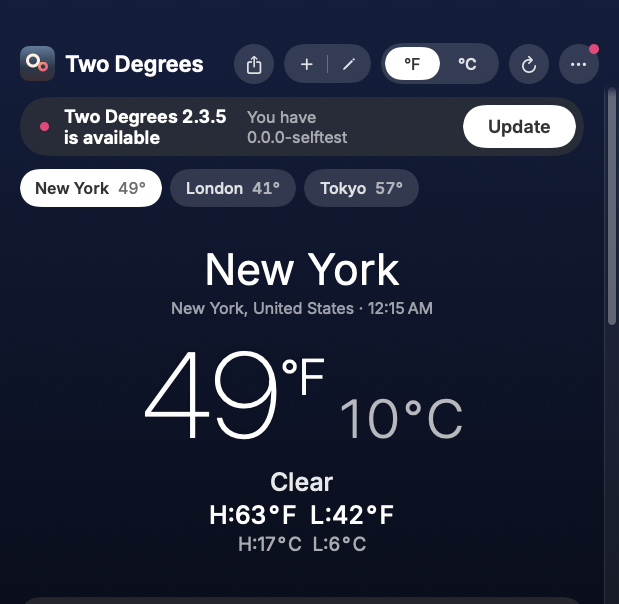 Two Degrees
°F °C
Two Degrees 2.3.5
is available
You have
0.0.0-selftest
Update
New York 49°
London 41°
Tokyo 57°
New York
New York, United States · 12:15 AM
49°F 10°C
Clear
H:63°F L:42°F
H:17°C L:6°C